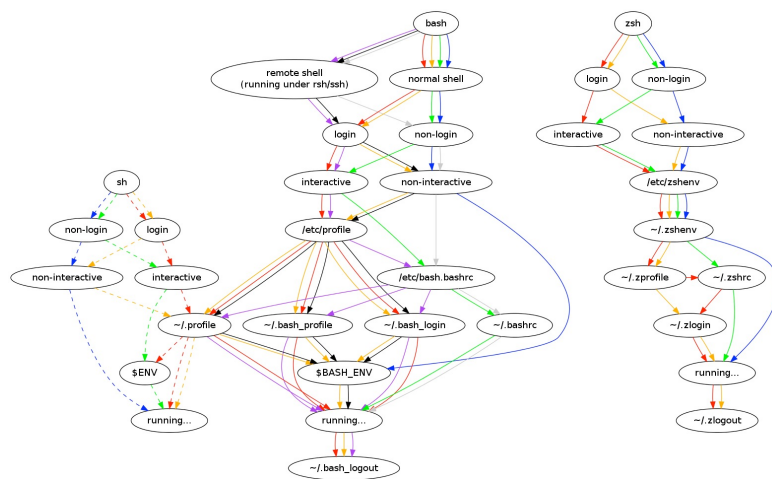 bash
zsh
remote shell
(running under rsh/ssh)
normal shell
login
non-login
login
non-login
interactive
non-interactive
sh
interactive
non-interactive
/etc/zshenv
non-login
login
/etc/profile
~/.zshenv
non-interactive
interactive
/etc/bash.bashrc
~/.zprofile
~/.zshrc
~/.profile
~/.bash_profile
~/.bash_login
~/.bashrc
~/.zlogin
$ENV
$BASH_ENV
running...
running...
running...
~/.zlogout
~/.bash_logout